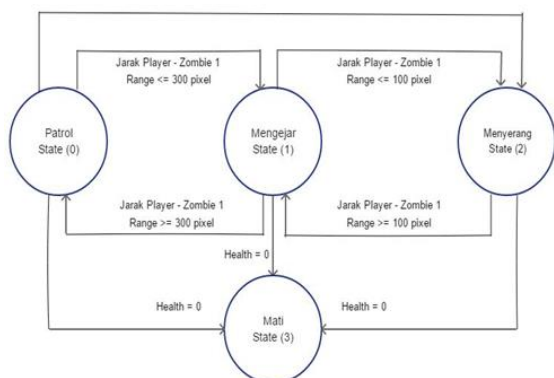 Jarak Player - Zombie 1
Range <= 300 pixel
Jarak Player - Zombie 1
Range <= 100 pixel
Patrol
State (0)
Mengejar
State (1)
Menyerang
State (2)
Jarak Player - Zombie 1
Range >= 300 pixel
Jarak Player - Zombie 1
Range >= 100 pixel
Health = 0
Health = 0
Health = 0
Mati
State (3)